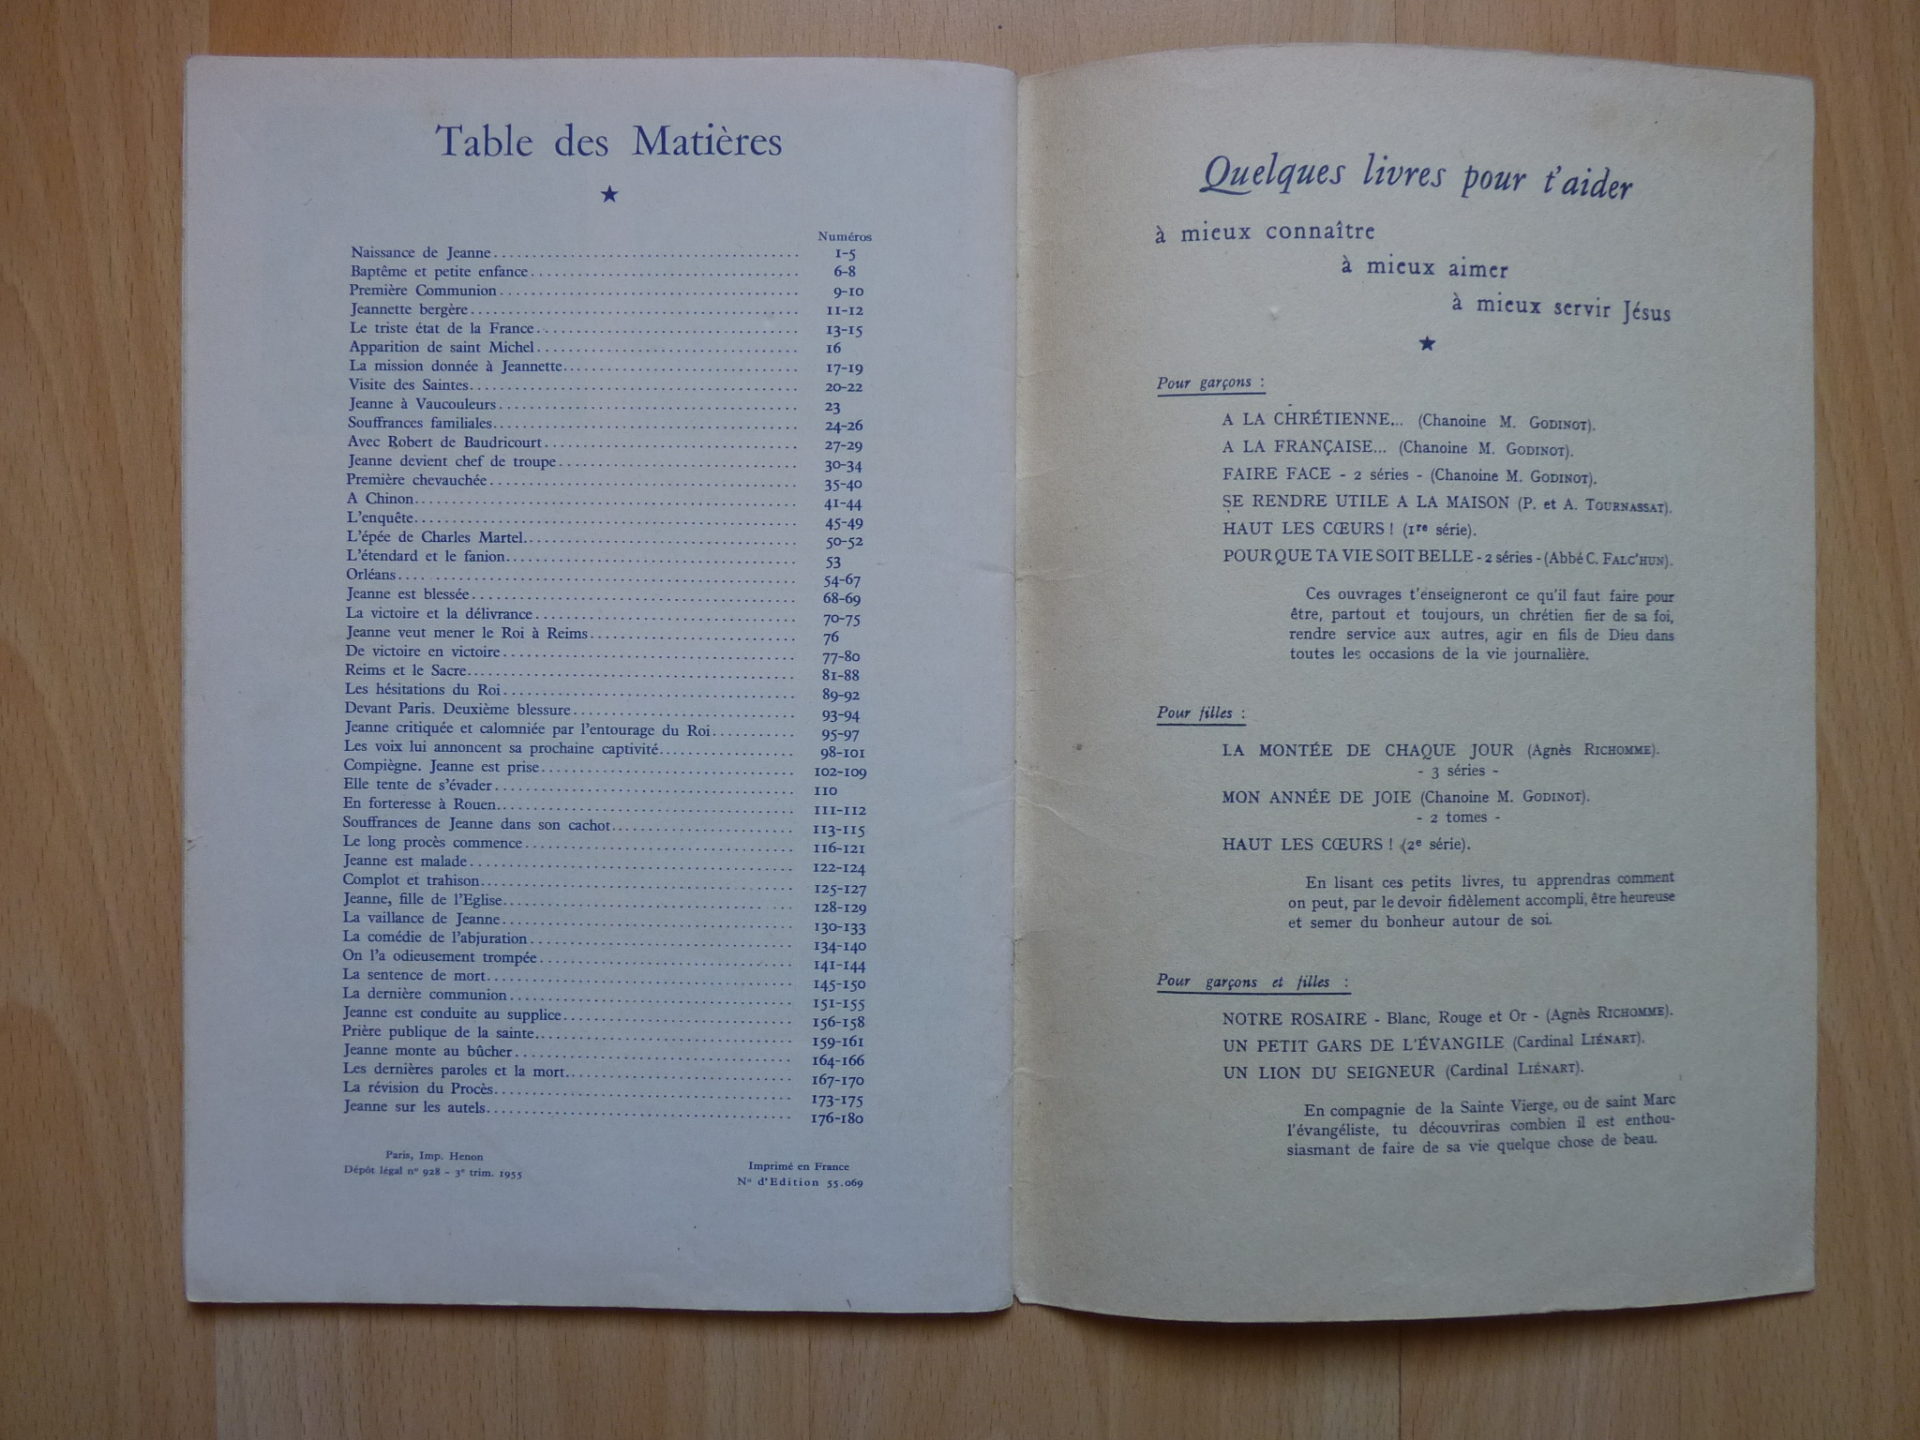 Table des Matières
★
Numéros
Naissance de Jeanne........ 1-5
Baptême et petite enfance........ 6-8
Première Communion........ 9-10
Jeannette bergère........ 11-12
Le triste état de la France........ 13-15
Apparition de saint Michel........ 16
La mission donnée à Jeannette........ 17-19
Visite des Saintes........ 20-22
Jeanne à Vaucouleurs........ 23
Souffrances familiales........ 24-26
Avec Robert de Baudricourt........ 27-29
Jeanne devient chef de troupe........ 30-34
Première chevauchée........ 35-40
A Chinon........ 41-44
L'enquête........ 45-49
L'épée de Charles Martel........ 50-52
L'étendard et le fanion........ 53
Orléans........ 54-67
Jeanne est blessée........ 68-69
La victoire et la délivrance........ 70-75
Jeanne veut mener le Roi à Reims........ 76
De victoire en victoire........ 77-80
Reims et le Sacre........ 81-88
Les hésitations du Roi........ 89-92
Devant Paris. Deuxième blessure........ 93-94
Jeanne critiquée et calomniée par l'entourage du Roi........ 95-97
Les voix lui annoncent sa prochaine captivité........ 98-101
Compiègne. Jeanne est prise........ 102-109
Elle tente de s'évader........ 110
En forteresse à Rouen........ 111-112
Souffrances de Jeanne dans son cachot........ 113-115
Le long procès commence........ 116-121
Jeanne est malade........ 122-124
Complot et trahison........ 125-127
Jeanne, fille de l'Eglise........ 128-129
La vaillance de Jeanne........ 130-133
La comédie de l'abjuration........ 134-140
On l'a odieusement trompée........ 141-144
La sentence de mort........ 145-150
La dernière communion........ 151-155
Jeanne est conduite au supplice........ 156-158
Prière publique de la sainte........ 159-161
Jeanne monte au bûcher........ 164-166
Les dernières paroles et la mort........ 167-170
La révision du Procès........ 173-175
Jeanne sur les autels........ 176-180
Paris, Imp. Henon
Dépôt légal n° 928 - 3e trim. 1955
Imprimé en France
N° d'Edition 55.069
Quelques livres pour t'aider
à mieux connaître
à mieux aimer
à mieux servir Jésus
★
Pour garçons :
A LA CHRÉTIENNE... (Chanoine M. GODINOT).
A LA FRANÇAISE... (Chanoine M. GODINOT).
FAIRE FACE - 2 séries - (Chanoine M. GODINOT).
SE RENDRE UTILE A LA MAISON (P. et A. TOURNASSAT).
HAUT LES CŒURS ! (1re série).
POUR QUE TA VIE SOIT BELLE - 2 séries - (Abbé C. FALC'HUN).
Ces ouvrages t'enseigneront ce qu'il faut faire pour
être, partout et toujours, un chrétien fier de sa foi,
rendre service aux autres, agir en fils de Dieu dans
toutes les occasions de la vie journalière.
Pour filles :
LA MONTÉE DE CHAQUE JOUR (Agnès RICHOMME).
- 3 séries -
MON ANNÉE DE JOIE (Chanoine M. GODINOT).
- 2 tomes -
HAUT LES CŒURS ! (2e série).
En lisant ces petits livres, tu apprendras comment
on peut, par le devoir fidèlement accompli, être heureuse
et semer du bonheur autour de soi.
Pour garçons et filles :
NOTRE ROSAIRE - Blanc, Rouge et Or - (Agnès RICHOMME).
UN PETIT GARS DE L'ÉVANGILE (Cardinal LIÉNART).
UN LION DU SEIGNEUR (Cardinal LIÉNART).
En compagnie de la Sainte Vierge, ou de saint Marc
l'évangéliste, tu découvriras combien il est enthou-
siasmant de faire de sa vie quelque chose de beau.